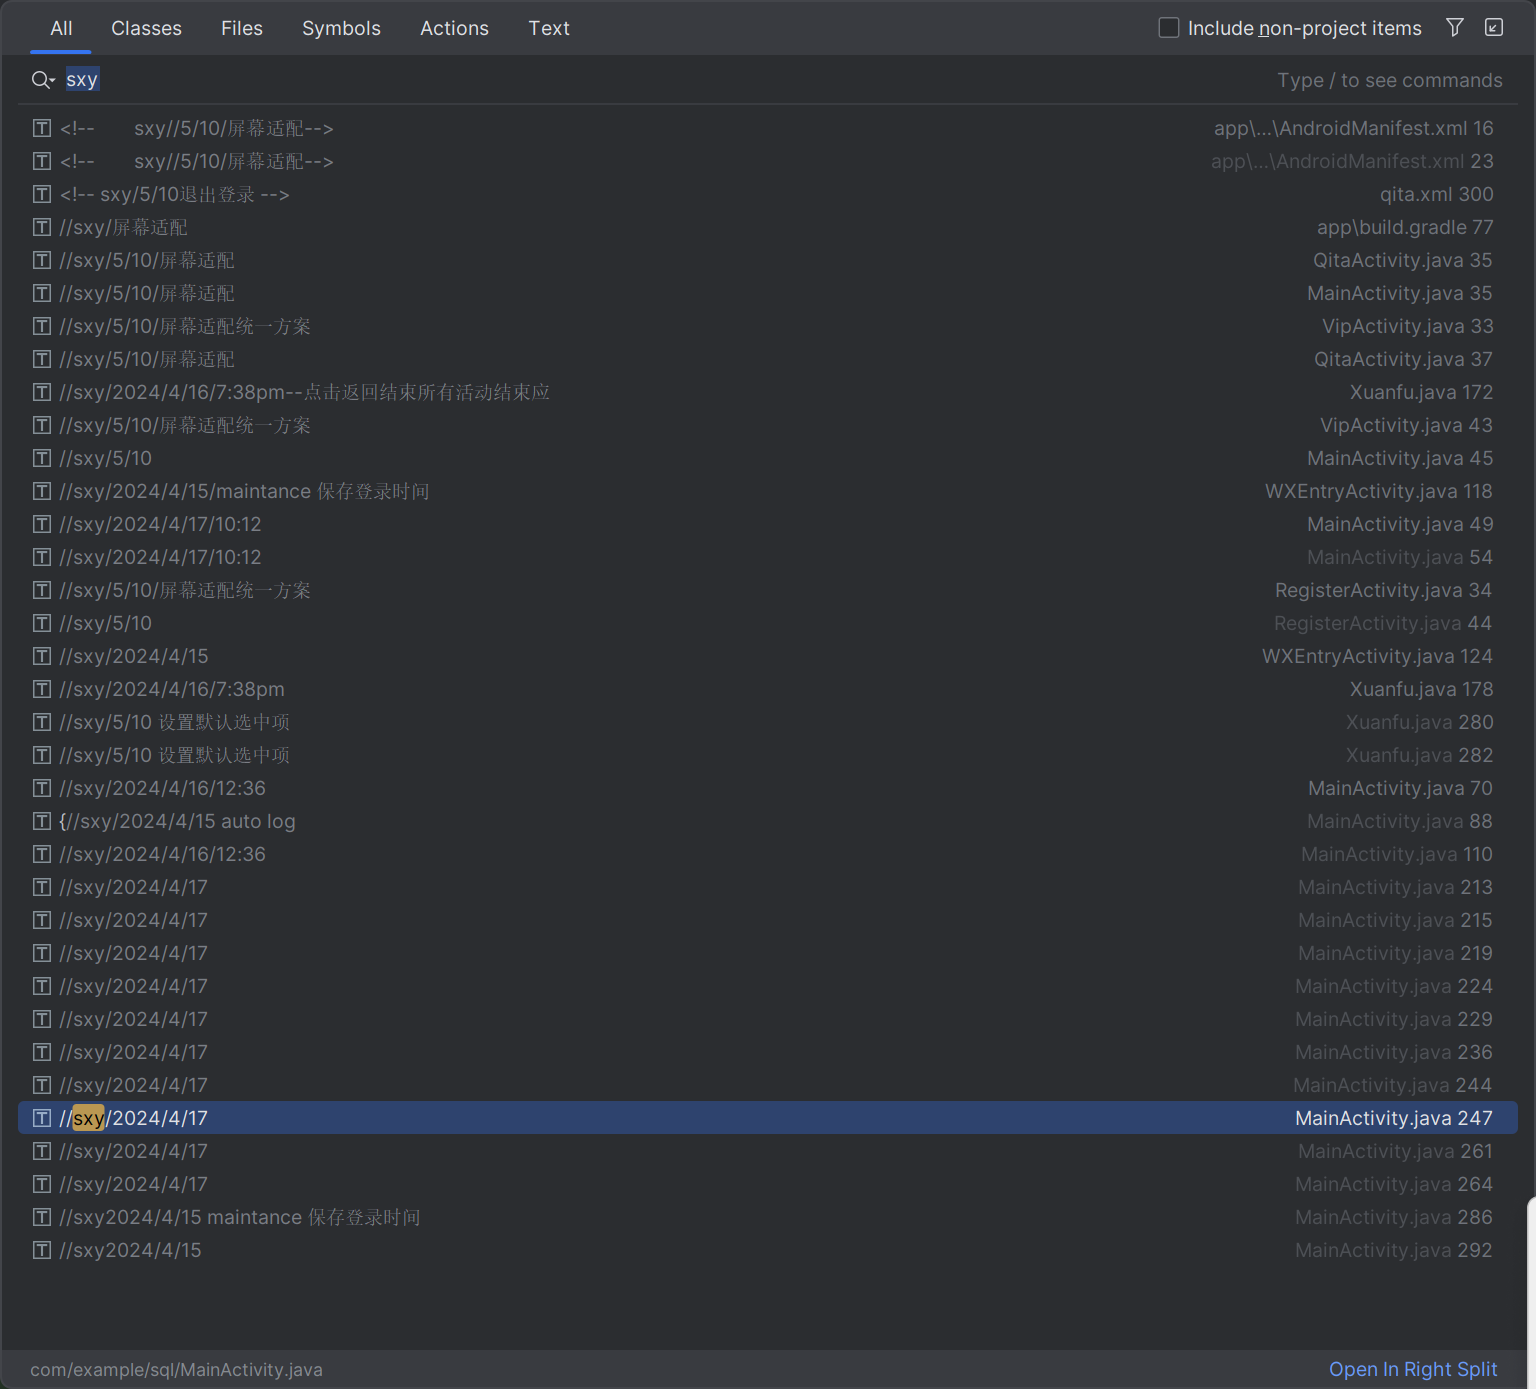 All Classes Files Symbols Actions Text Include non-project items
sxy Type / to see commands
<!-- sxy//5/10/屏幕适配--> app\...\AndroidManifest.xml 16
<!-- sxy//5/10/屏幕适配--> app\...\AndroidManifest.xml 23
<!-- sxy/5/10退出登录 --> qita.xml 300
//sxy/屏幕适配 app\build.gradle 77
//sxy/5/10/屏幕适配 QitaActivity.java 35
//sxy/5/10/屏幕适配 MainActivity.java 35
//sxy/5/10/屏幕适配统一方案 VipActivity.java 33
//sxy/5/10/屏幕适配 QitaActivity.java 37
//sxy/2024/4/16/7:38pm--点击返回结束所有活动结束应 Xuanfu.java 172
//sxy/5/10/屏幕适配统一方案 VipActivity.java 43
//sxy/5/10 MainActivity.java 45
//sxy/2024/4/15/maintance 保存登录时间 WXEntryActivity.java 118
//sxy/2024/4/17/10:12 MainActivity.java 49
//sxy/2024/4/17/10:12 MainActivity.java 54
//sxy/5/10/屏幕适配统一方案 RegisterActivity.java 34
//sxy/5/10 RegisterActivity.java 44
//sxy/2024/4/15 WXEntryActivity.java 124
//sxy/2024/4/16/7:38pm Xuanfu.java 178
//sxy/5/10 设置默认选中项 Xuanfu.java 280
//sxy/5/10 设置默认选中项 Xuanfu.java 282
//sxy/2024/4/16/12:36 MainActivity.java 70
{//sxy/2024/4/15 auto log MainActivity.java 88
//sxy/2024/4/16/12:36 MainActivity.java 110
//sxy/2024/4/17 MainActivity.java 213
//sxy/2024/4/17 MainActivity.java 215
//sxy/2024/4/17 MainActivity.java 219
//sxy/2024/4/17 MainActivity.java 224
//sxy/2024/4/17 MainActivity.java 229
//sxy/2024/4/17 MainActivity.java 236
//sxy/2024/4/17 MainActivity.java 244
//sxy/2024/4/17 MainActivity.java 247
//sxy/2024/4/17 MainActivity.java 261
//sxy/2024/4/17 MainActivity.java 264
//sxy2024/4/15 maintance 保存登录时间 MainActivity.java 286
//sxy2024/4/15 MainActivity.java 292
com/example/sql/MainActivity.java Open In Right Split